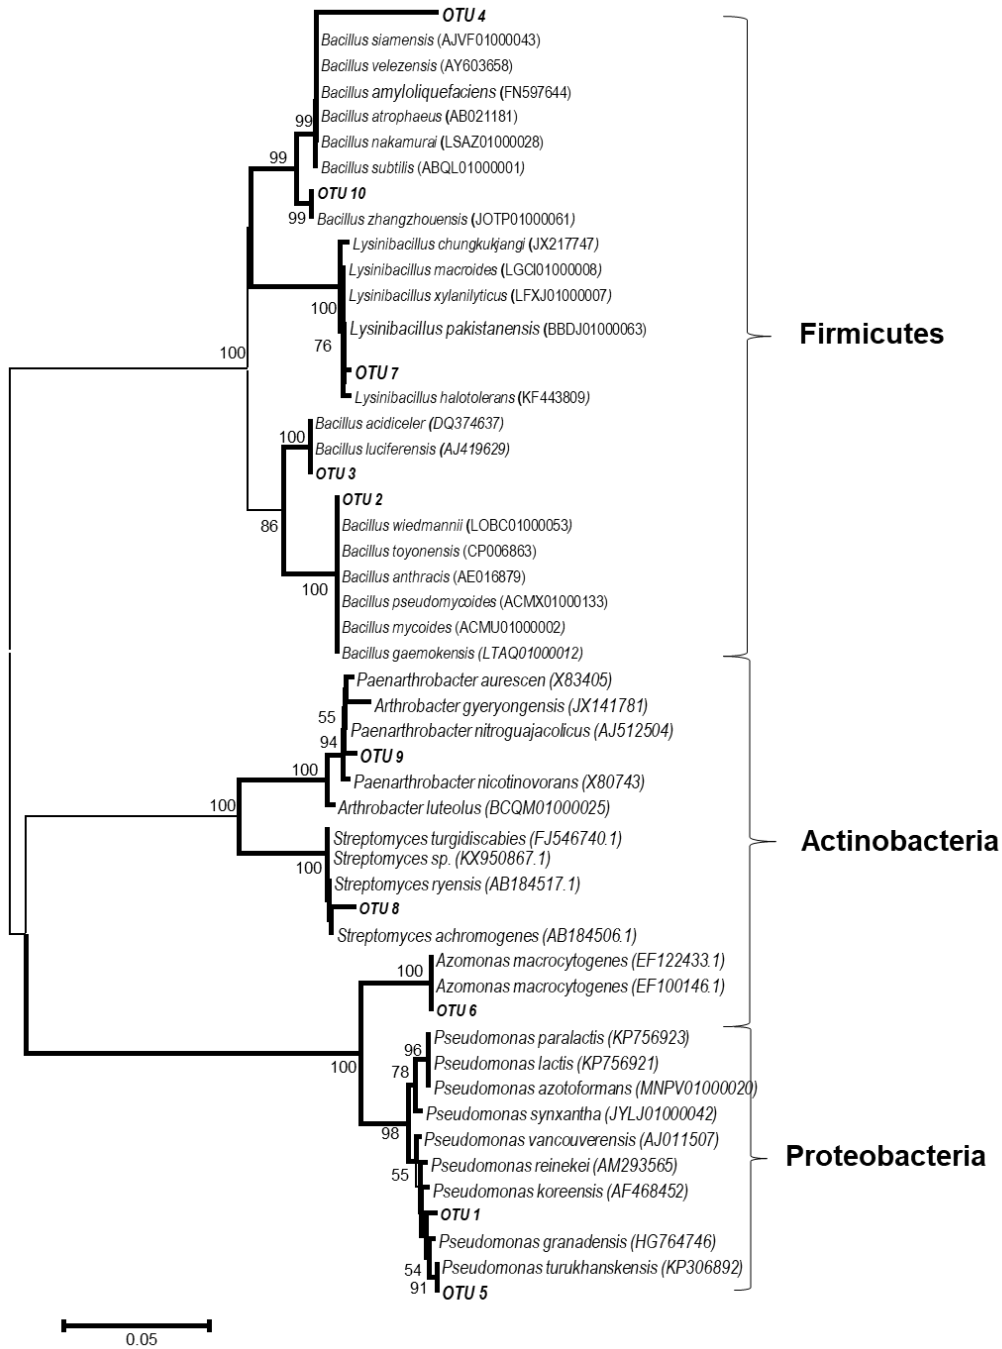 OTU 4
Bacillus siamensis (AJVF01000043)
Bacillus velezensis (AY603658)
Bacillus amyloliquefaciens (FN597644)
99
Bacillus atrophaeus (AB021181)
Bacillus nakamurai (LSAZ01000028)
99
Bacillus subtilis (ABQL01000001)
OTU 10
99
Bacillus zhangzhouensis (JOTP01000061)
Lysinibacillus chungkukjangi (JX217747)
Lysinibacillus macroides (LGCI01000008)
Lysinibacillus xylanilyticus (LFXJ01000007)
100
Lysinibacillus pakistanensis (BBDJ01000063)
Firmicutes
76
100
OTU 7
Lysinibacillus halotolerans (KF443809)
Bacillus acidiceler (DQ374637)
100
Bacillus luciferensis (AJ419629)
OTU 3
OTU 2
86
Bacillus wiedmannii (LOBC01000053)
Bacillus toyonensis (CP006863)
Bacillus anthracis (AE016879)
100
Bacillus pseudomycoides (ACMX01000133)
Bacillus mycoides (ACMU01000002)
Bacillus gaemokensis (LTAQ01000012)
Paenarthrobacter aurescen (X83405)
Arthrobacter gyeryongensis (JX141781)
55
Paenarthrobacter nitroguajacolicus (AJ512504)
94
OTU 9
100
Paenarthrobacter nicotinovorans (X80743)
100
Arthrobacter luteolus (BCQM01000025)
Streptomyces turgidiscabies (FJ546740.1)
Actinobacteria
Streptomyces sp. (KX950867.1)
100
Streptomyces ryensis (AB184517.1)
OTU 8
Streptomyces achromogenes (AB184506.1)
Azomonas macrocytogenes (EF122433.1)
100
Azomonas macrocytogenes (EF100146.1)
OTU 6
Pseudomonas paralactis (KP756923)
96
Pseudomonas lactis (KP756921)
100
78
Pseudomonas azotoformans (MNPV01000020)
Pseudomonas synxantha (JYLJ01000042)
98
Pseudomonas vancouverensis (AJ011507)
Proteobacteria
Pseudomonas reinekei (AM293565)
55
Pseudomonas koreensis (AF468452)
OTU 1
Pseudomonas granadensis (HG764746)
54
Pseudomonas turukhanskensis (KP306892)
91
OTU 5
0.05